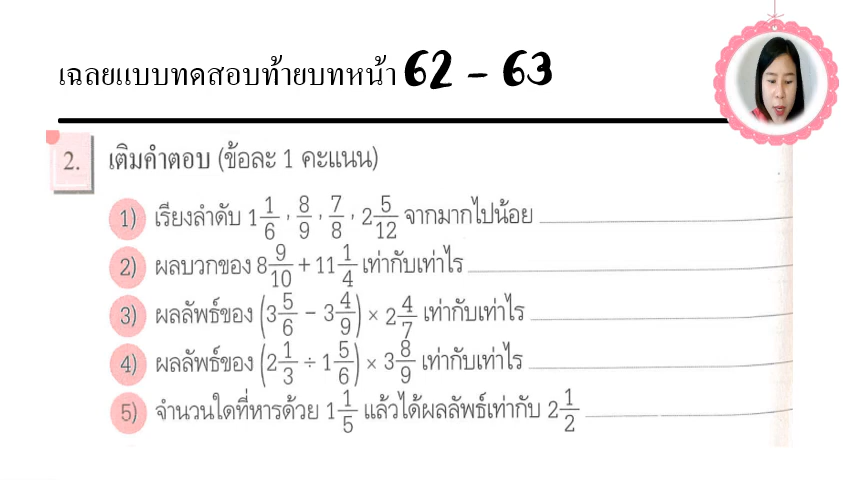 เฉลยแบบทดสอบท้ายบทหน้า 62 - 63
2. เติมคำตอบ (ข้อละ 1 คะแนน)
1) เรียงลำดับ 1 1/6 , 8/9 , 7/8 , 2 5/12 จากมากไปน้อย
2) ผลบวกของ 8 9/10 + 11 1/4 เท่ากับเท่าไร
3) ผลลัพธ์ของ (3 5/6 - 3 4/9) × 2 4/7 เท่ากับเท่าไร
4) ผลลัพธ์ของ (2 1/3 ÷ 1 5/6) × 3 8/9 เท่ากับเท่าไร
5) จำนวนใดที่หารด้วย 1 1/5 แล้วได้ผลลัพธ์เท่ากับ 2 1/2